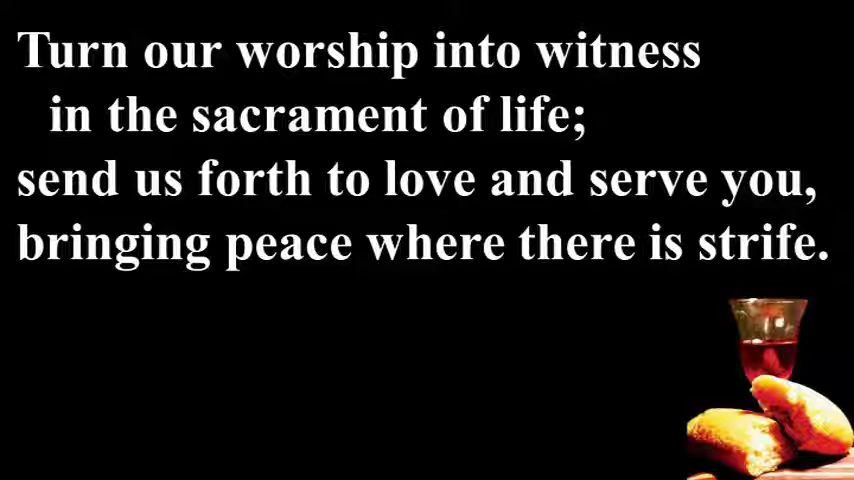 Turn our worship into witness
in the sacrament of life;
send us forth to love and serve you,
bringing peace where there is strife.